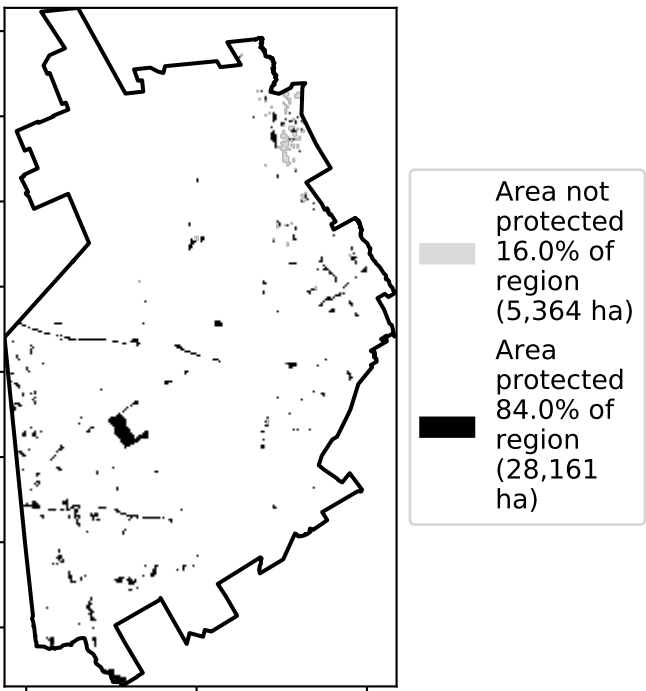 Area not
protected
16.0% of
region
(5,364 ha)
Area
protected
84.0% of
region
(28,161
ha)